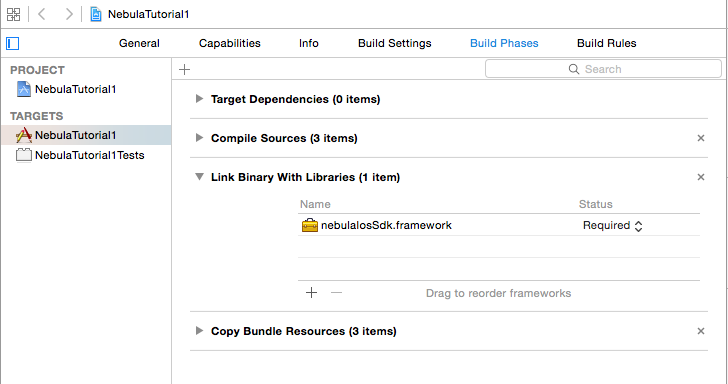 NebulaTutorial1
General Capabilities Info Build Settings Build Phases Build Rules
PROJECT
NebulaTutorial1
TARGETS
NebulaTutorial1
NebulaTutorial1Tests
Search
Target Dependencies (0 items)
Compile Sources (3 items)
Link Binary With Libraries (1 item)
Name Status
nebulaIosSdk.framework Required
Drag to reorder frameworks
Copy Bundle Resources (3 items)